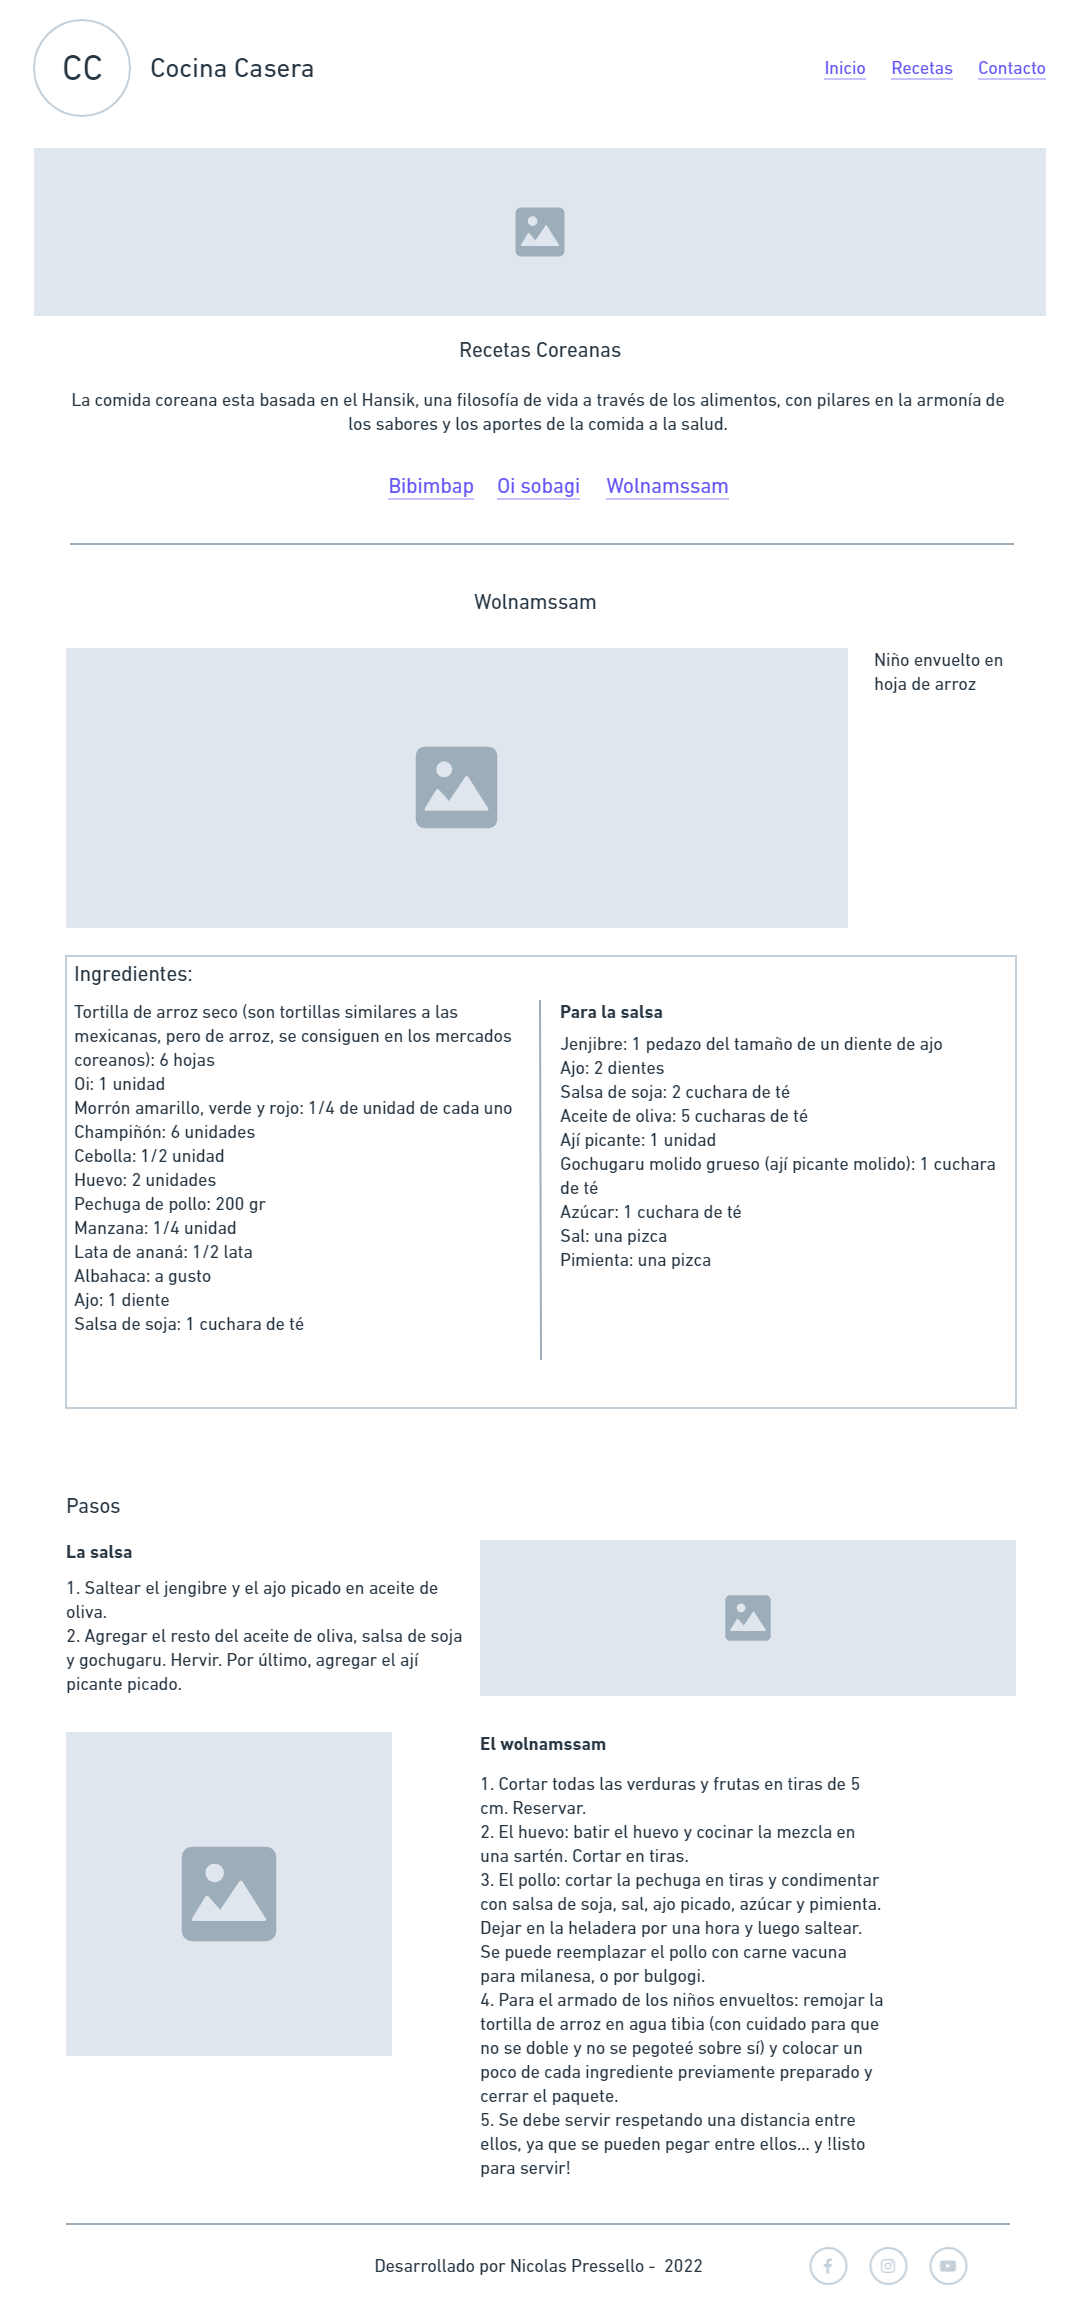 CC
Cocina Casera
Inicio Recetas Contacto
Recetas Coreanas
La comida coreana esta basada en el Hansik, una filosofía de vida a través de los alimentos, con pilares en la armonía de
los sabores y los aportes de la comida a la salud.
Bibimbap Oi sobagi Wolnamssam
Wolnamssam
Niño envuelto en
hoja de arroz
Ingredientes:
Tortilla de arroz seco (son tortillas similares a las
mexicanas, pero de arroz, se consiguen en los mercados
coreanos): 6 hojas
Oi: 1 unidad
Morrón amarillo, verde y rojo: 1/4 de unidad de cada uno
Champiñón: 6 unidades
Cebolla: 1/2 unidad
Huevo: 2 unidades
Pechuga de pollo: 200 gr
Manzana: 1/4 unidad
Lata de ananá: 1/2 lata
Albahaca: a gusto
Ajo: 1 diente
Salsa de soja: 1 cuchara de té
Para la salsa
Jenjibre: 1 pedazo del tamaño de un diente de ajo
Ajo: 2 dientes
Salsa de soja: 2 cuchara de té
Aceite de oliva: 5 cucharas de té
Ají picante: 1 unidad
Gochugaru molido grueso (ají picante molido): 1 cuchara
de té
Azúcar: 1 cuchara de té
Sal: una pizca
Pimienta: una pizca
Pasos
La salsa
1. Saltear el jengibre y el ajo picado en aceite de
oliva.
2. Agregar el resto del aceite de oliva, salsa de soja
y gochugaru. Hervir. Por último, agregar el ají
picante picado.
El wolnamssam
1. Cortar todas las verduras y frutas en tiras de 5
cm. Reservar.
2. El huevo: batir el huevo y cocinar la mezcla en
una sartén. Cortar en tiras.
3. El pollo: cortar la pechuga en tiras y condimentar
con salsa de soja, sal, ajo picado, azúcar y pimienta.
Dejar en la heladera por una hora y luego saltear.
Se puede reemplazar el pollo con carne vacuna
para milanesa, o por bulgogi.
4. Para el armado de los niños envueltos: remojar la
tortilla de arroz en agua tibia (con cuidado para que
no se doble y no se pegoteé sobre sí) y colocar un
poco de cada ingrediente previamente preparado y
cerrar el paquete.
5. Se debe servir respetando una distancia entre
ellos, ya que se pueden pegar entre ellos... y !listo
para servir!
Desarrollado por Nicolas Pressello - 2022